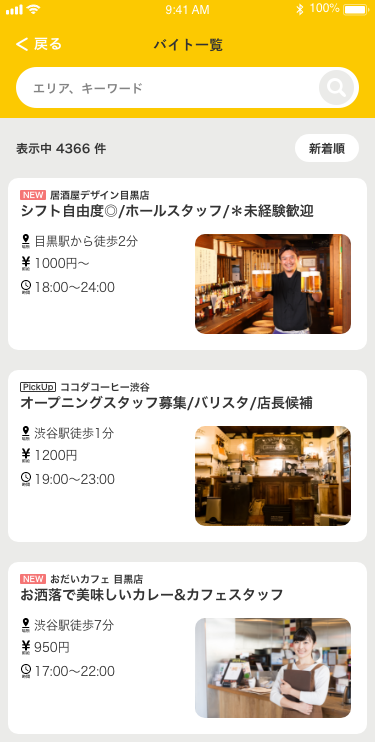 9:41 AM 100%
戻る バイト一覧
エリア、キーワード
表示中 4366 件 新着順
NEW 居酒屋デザイン目黒店
シフト自由度◎/ホールスタッフ/＊未経験歓迎
目黒駅から徒歩2分
¥ 1000円〜
18:00〜24:00
PickUp ココダコーヒー渋谷
オープニングスタッフ募集/バリスタ/店長候補
渋谷駅徒歩1分
¥ 1200円
19:00〜23:00
NEW おだいカフェ 目黒店
お洒落で美味しいカレー&カフェスタッフ
渋谷駅徒歩7分
¥ 950円
17:00〜22:00